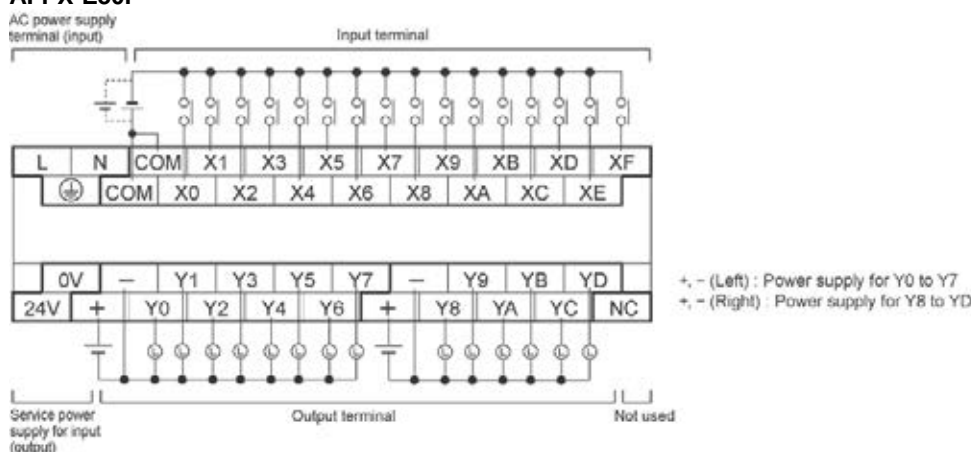 AC power supply
terminal (input)
Input terminal
L N COM X1 X3 X5 X7 X9 XB XD XF
COM X0 X2 X4 X6 X8 XA XC XE
0V – Y1 Y3 Y5 Y7 – Y9 YB YD
24V + Y0 Y2 Y4 Y6 + Y8 YA YC NC
+, – (Left) : Power supply for Y0 to Y7
+, – (Right) : Power supply for Y8 to YD
L L L L L L L L L L L L L L
Service power
supply for input
(output)
Output terminal
Not used